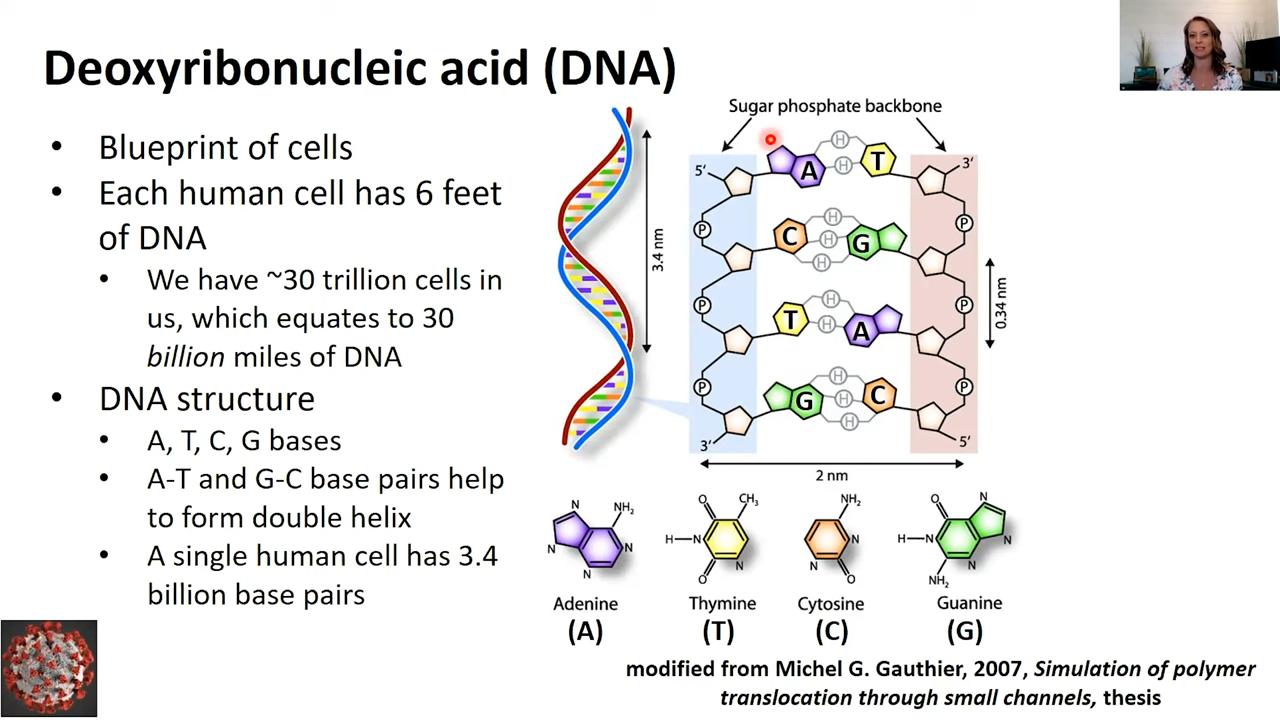 Deoxyribonucleic acid (DNA)
• Blueprint of cells
• Each human cell has 6 feet
of DNA
• We have ~30 trillion cells in
us, which equates to 30
billion miles of DNA
• DNA structure
• A, T, C, G bases
• A-T and G-C base pairs help
to form double helix
• A single human cell has 3.4
billion base pairs
3.4 nm
Sugar phosphate backbone
5′ A H H T 3′
P P
C H H H G
P P
T H H A
P P
G H H H C
3′ 5′
0.34 nm
2 nm
N NH₂ N N N
O CH₃ H N O N
NH₂ N N O
O N H N N N NH₂
Adenine Thymine Cytosine Guanine
(A) (T) (C) (G)
modified from Michel G. Gauthier, 2007, Simulation of polymer
translocation through small channels, thesis